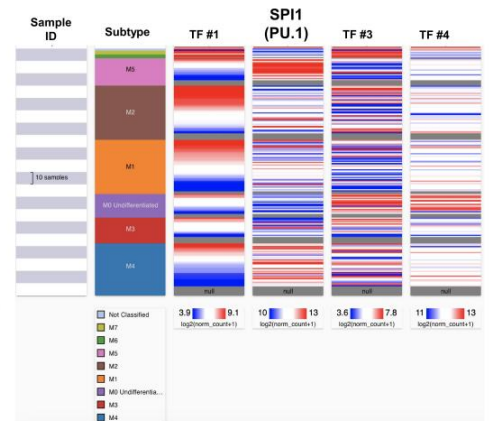 Sample ID
Subtype
TF #1
SPI1 (PU.1)
TF #3
TF #4
M5
M2
M1
M0 Undifferentiated
M3
M4
10 samples
null
null
null
null
Not Classified
M7
M6
M5
M2
M1
M0 Undifferentia...
M3
M4
3.9 9.1
log2(norm_count+1)
10 13
log2(norm_count+1)
3.6 7.8
log2(norm_count+1)
11 13
log2(norm_count+1)